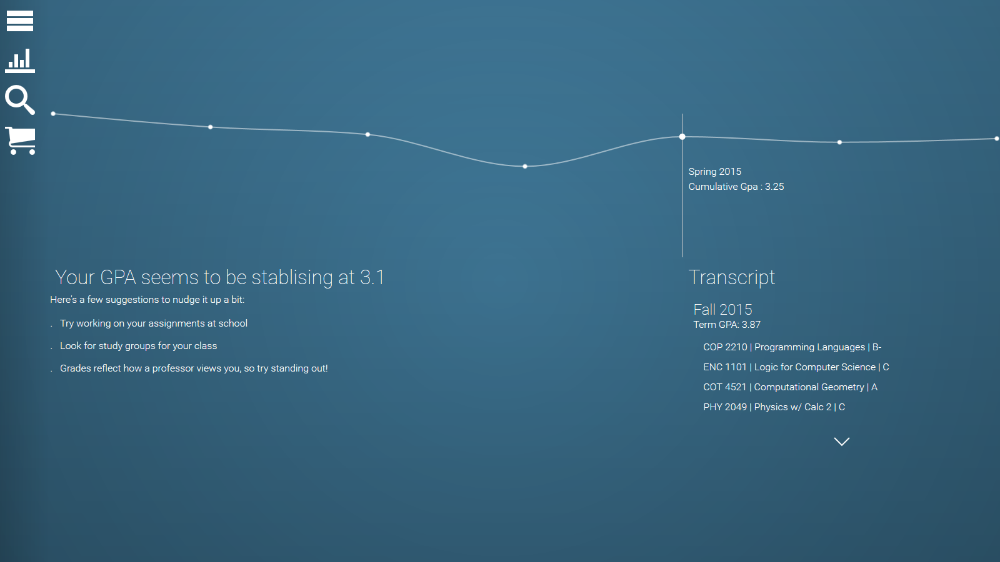 Spring 2015
Cumulative Gpa : 3.25
Your GPA seems to be stablising at 3.1
Here's a few suggestions to nudge it up a bit:
. Try working on your assignments at school
. Look for study groups for your class
. Grades reflect how a professor views you, so try standing out!
Transcript
Fall 2015
Term GPA: 3.87
COP 2210 | Programming Languages | B-
ENC 1101 | Logic for Computer Science | C
COT 4521 | Computational Geometry | A
PHY 2049 | Physics w/ Calc 2 | C